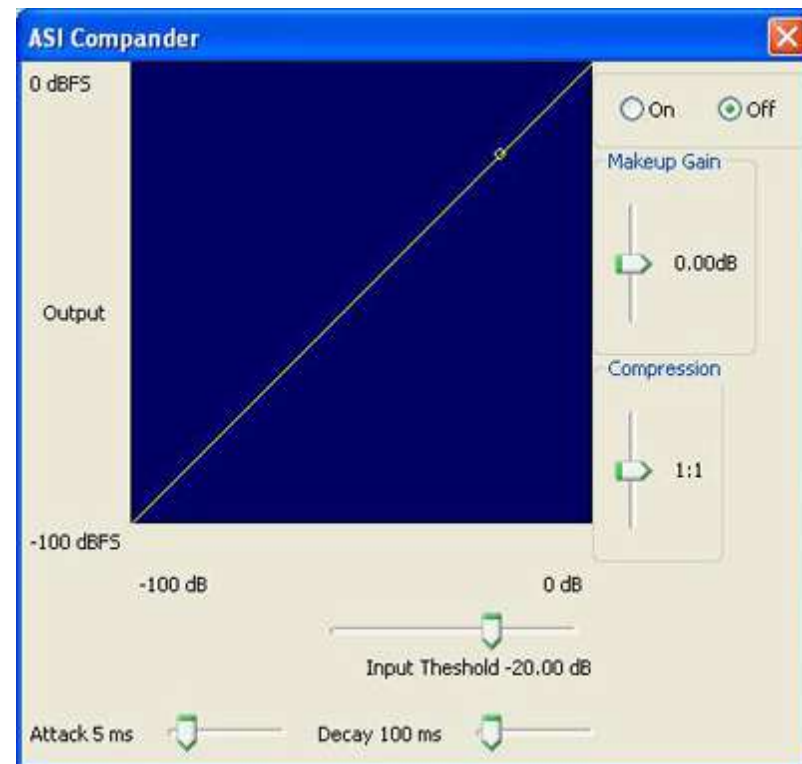 ASI Compander
0 dBFS
On
Off
Makeup Gain
0.00dB
Output
Compression
1:1
-100 dBFS
-100 dB
0 dB
Input Theshold -20.00 dB
Attack 5 ms
Decay 100 ms